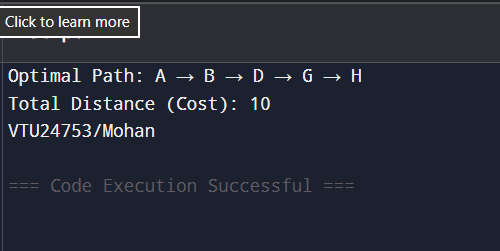 Click to learn more
Optimal Path: A → B → D → G → H
Total Distance (Cost): 10
VTU24753/Mohan
=== Code Execution Successful ===